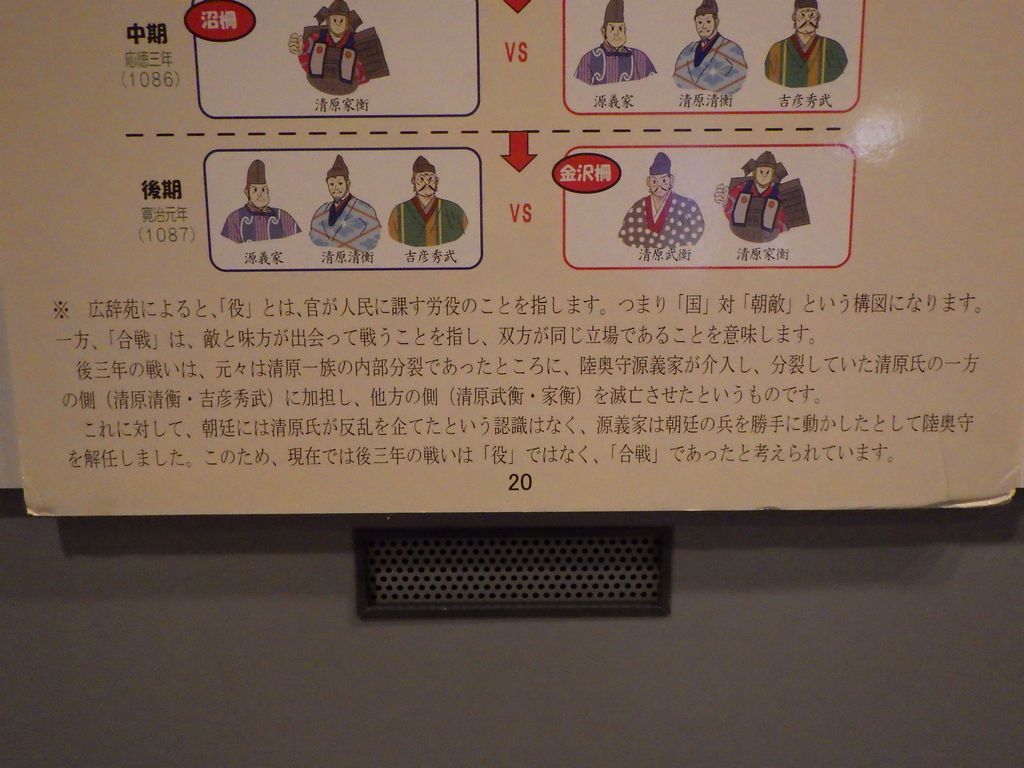 沼柵
中期
応徳三年
(1086)
清原家衡
VS
源義家
清原清衡
吉彦秀武
後期
寛治元年
(1087)
源義家
清原清衡
吉彦秀武
VS
金沢柵
清原武衡
清原家衡
※ 広辞苑によると、「役」とは、官が人民に課す労役のことを指します。つまり「国」対「朝敵」という構図になります。
一方、「合戦」は、敵と味方が出会って戦うことを指し、双方が同じ立場であることを意味します。
後三年の戦いは、元々は清原一族の内部分裂であったところに、陸奥守源義家が介入し、分裂していた清原氏の一方
の側（清原清衡・吉彦秀武）に加担し、他方の側（清原武衡・家衡）を滅亡させたというものです。
これに対して、朝廷には清原氏が反乱を企てたという認識はなく、源義家は朝廷の兵を勝手に動かしたとして陸奥守
を解任しました。このため、現在では後三年の戦いは「役」ではなく、「合戦」であったと考えられています。
20